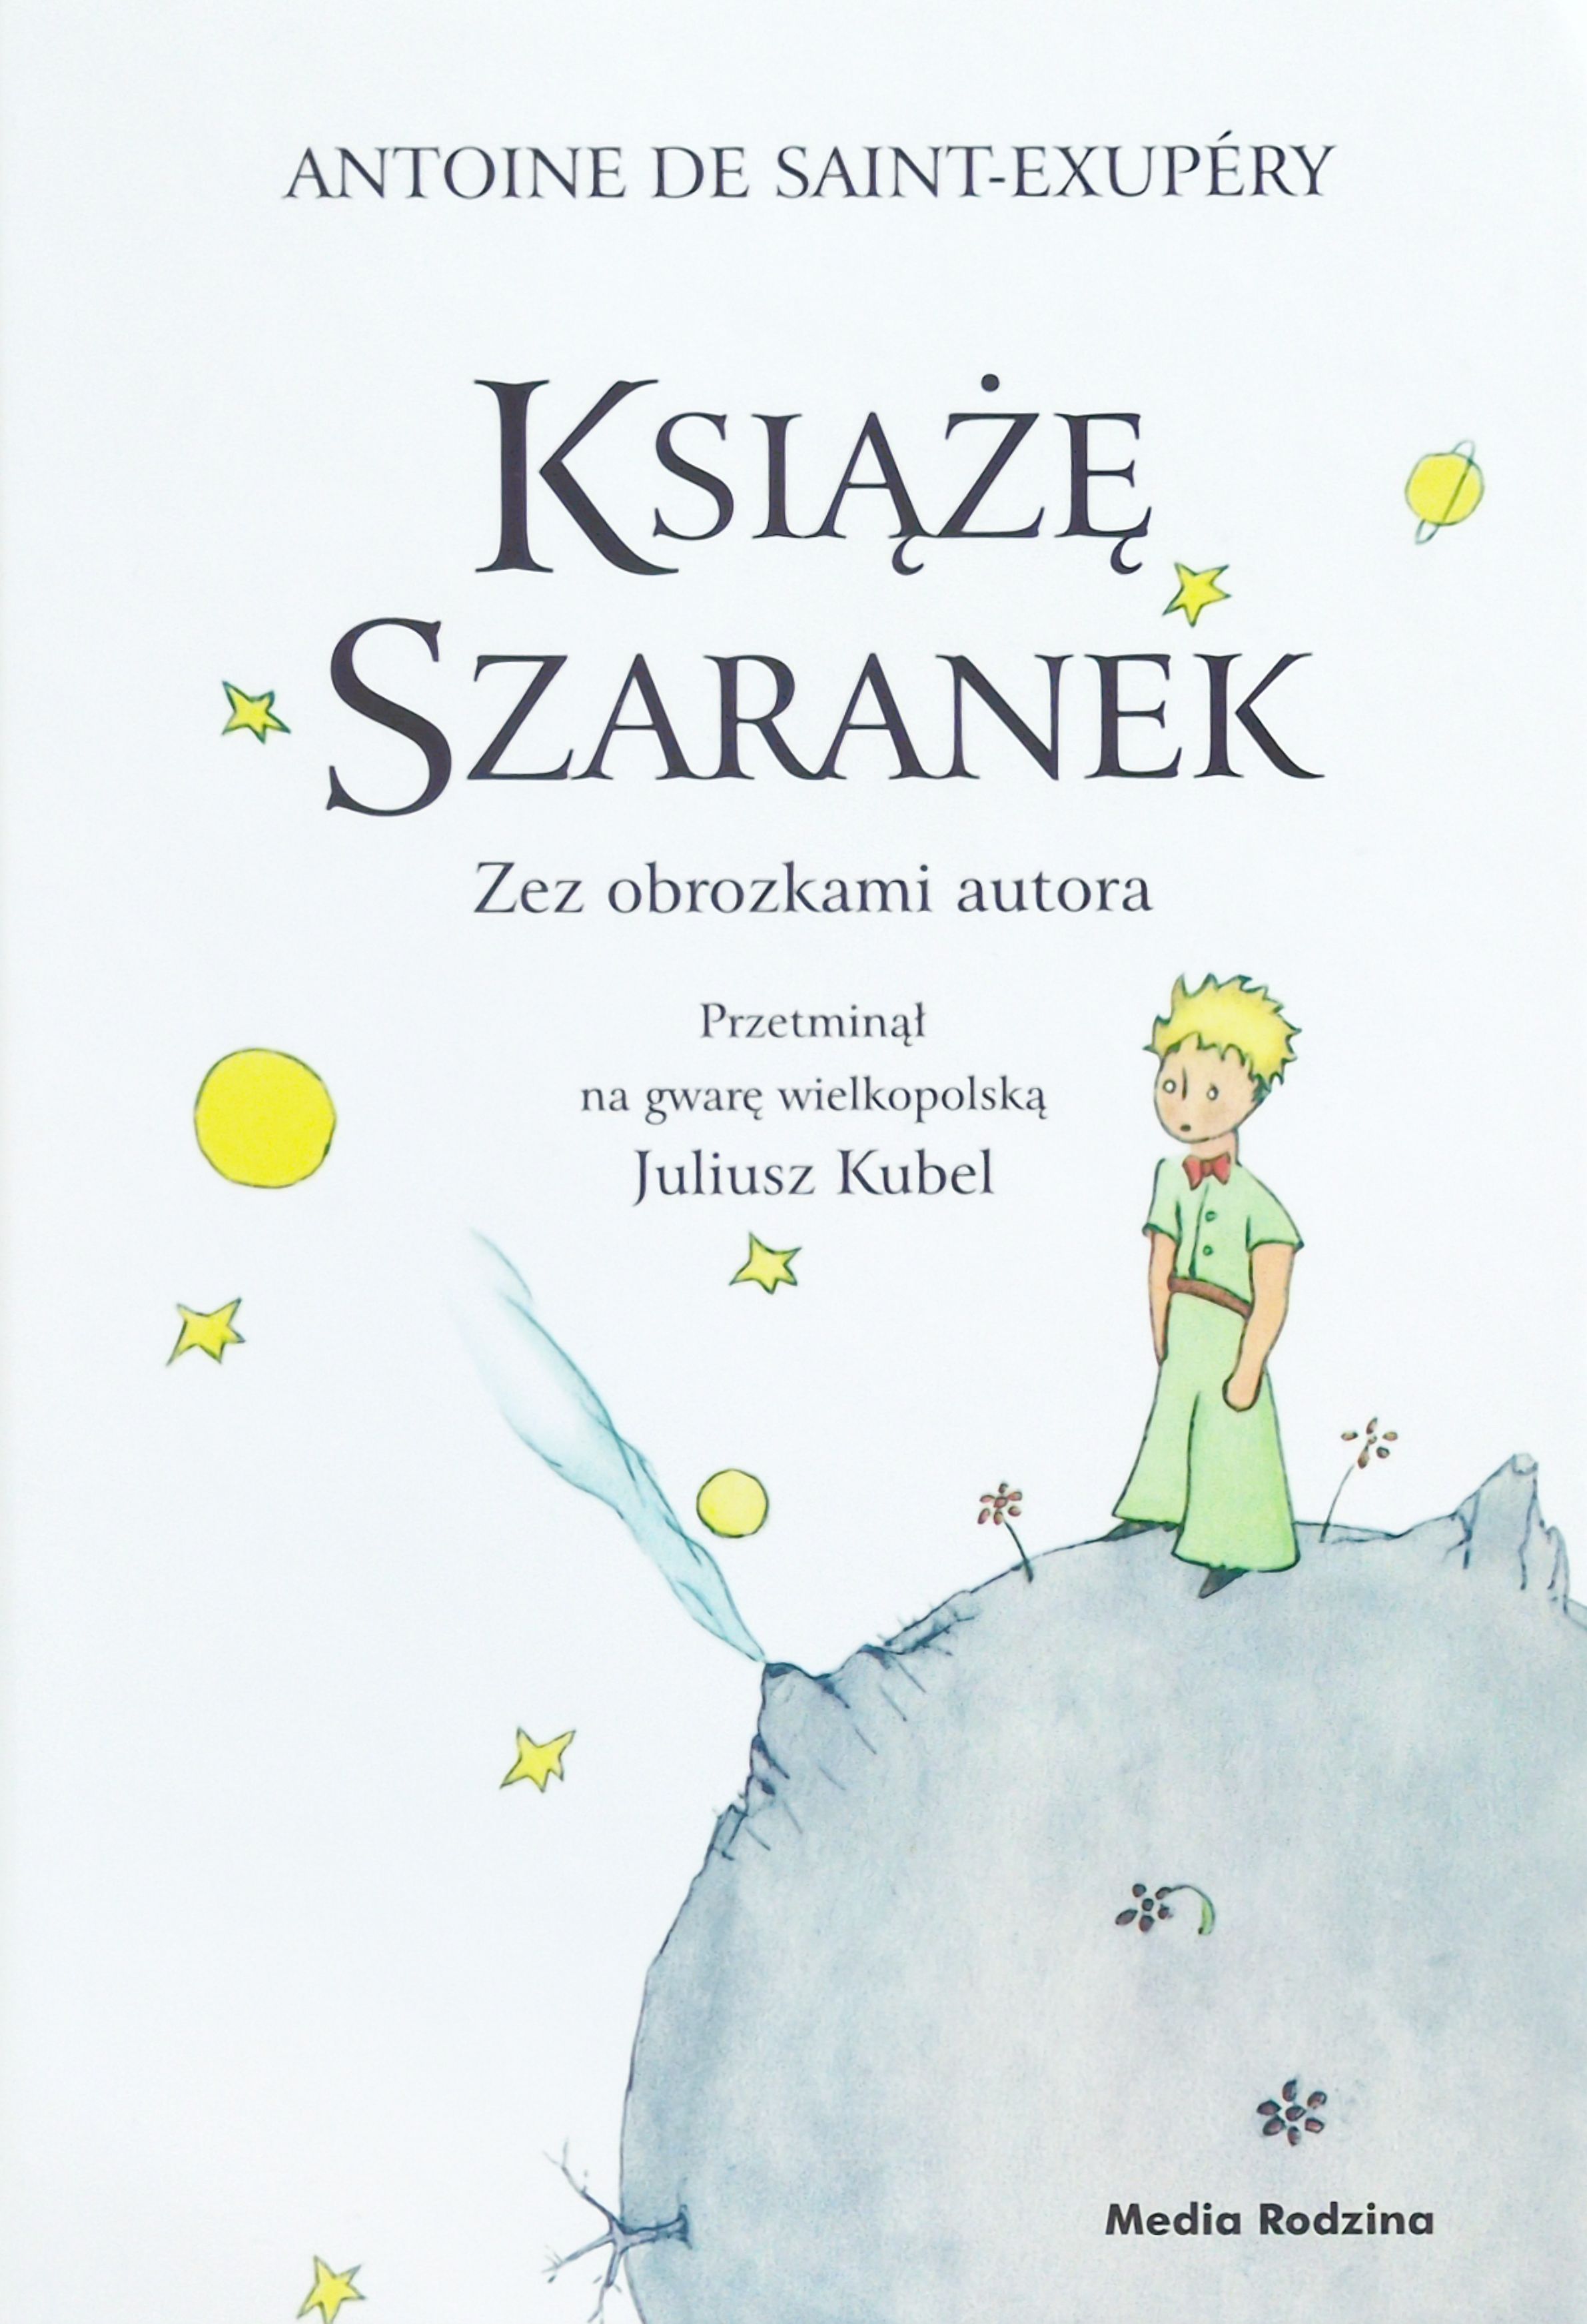 ANTOINE DE SAINT-EXUPÉRY
KSIĄŻĘ
SZARANEK
Zez obrozkami autora
Przetminął
na gwarę wielkopolską
Juliusz Kubel
Media Rodzina